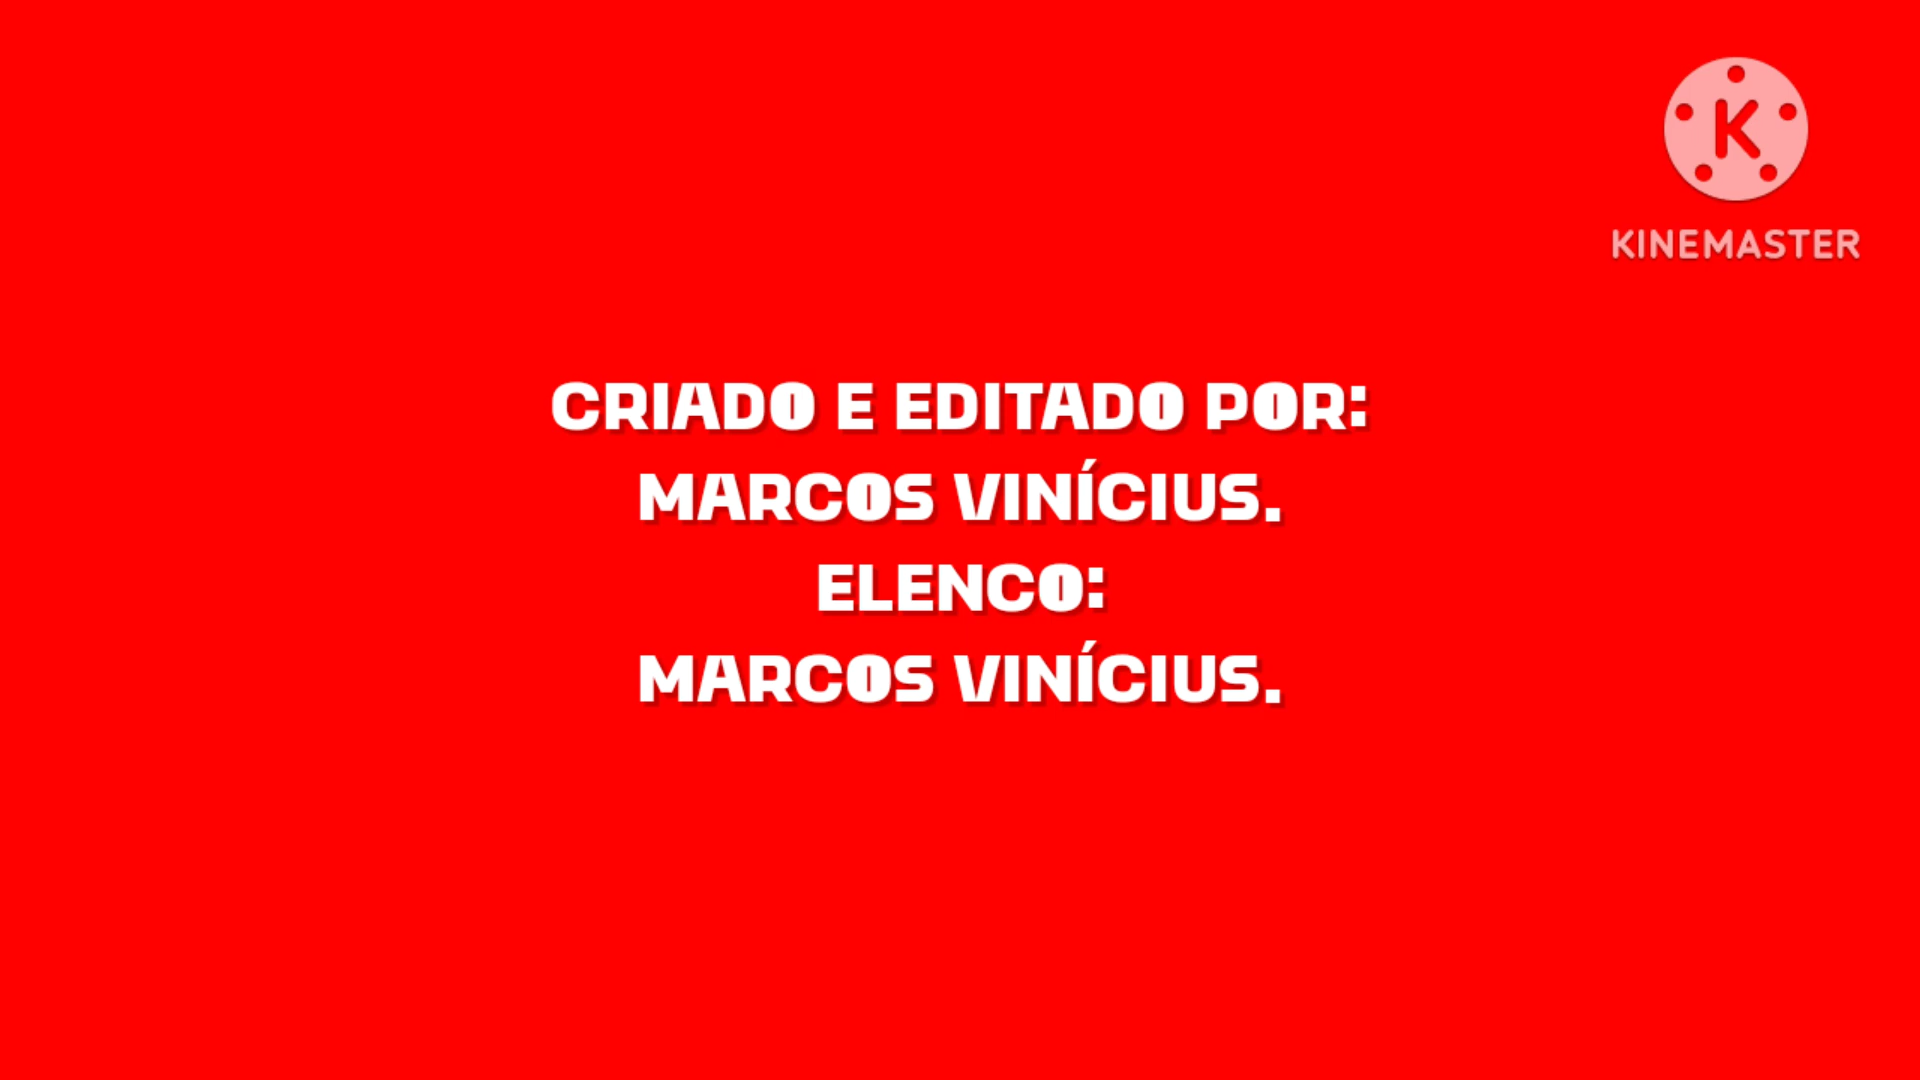 K
KINEMASTER
CRIADO E EDITADO POR:
MARCOS VINÍCIUS.
ELENCO:
MARCOS VINÍCIUS.